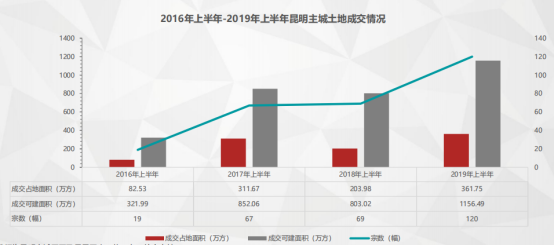 2016年上半年-2019年上半年昆明主城土地成交情况
1400 140
1200 120
1000 100
800 80
600 60
400 40
200 20
0 0
2016年上半年 2017年上半年 2018年上半年 2019年上半年
成交占地面积（万方） 82.53 311.67 203.98 361.75
成交可建面积（万方） 321.99 852.06 803.02 1156.49
宗数（幅） 19 67 69 120
成交占地面积（万方） 成交可建面积（万方） 宗数（幅）